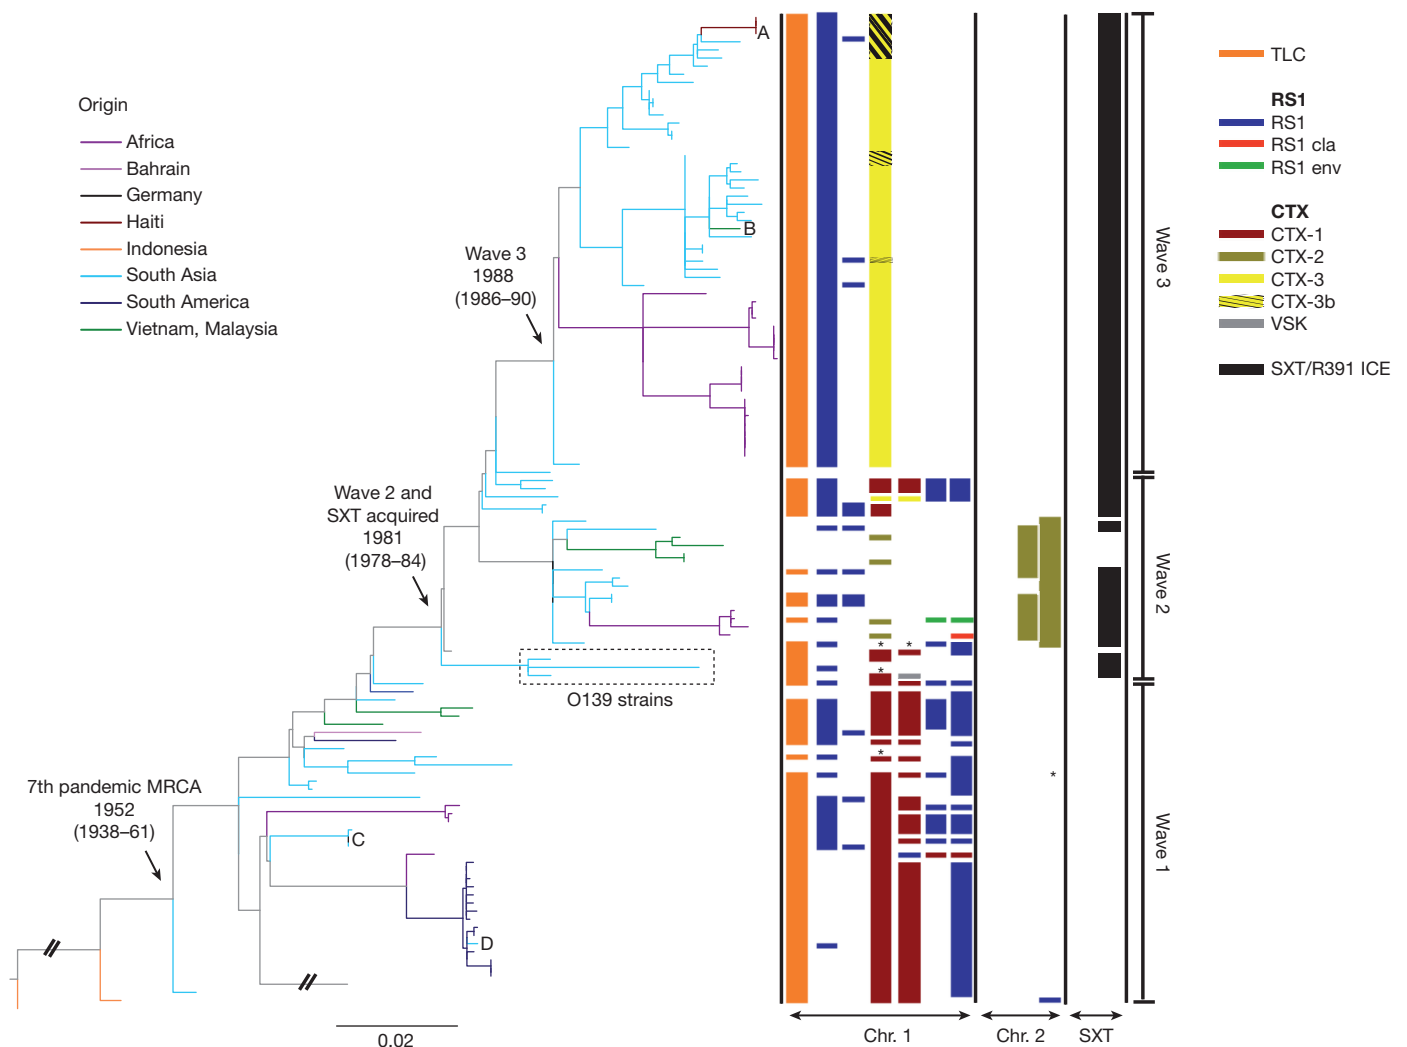 Origin
Africa
Bahrain
Germany
Haiti
Indonesia
South Asia
South America
Vietnam, Malaysia
A
B
Wave 3
1988
(1986–90)
Wave 2 and
SXT acquired
1981
(1978–84)
O139 strains
7th pandemic MRCA
1952
(1938–61)
C
D
0.02
*
*
*
*
*
Chr. 1
Chr. 2
SXT
Wave 3
Wave 2
Wave 1
TLC
RS1
RS1
RS1 cla
RS1 env
CTX
CTX-1
CTX-2
CTX-3
CTX-3b
VSK
SXT/R391 ICE